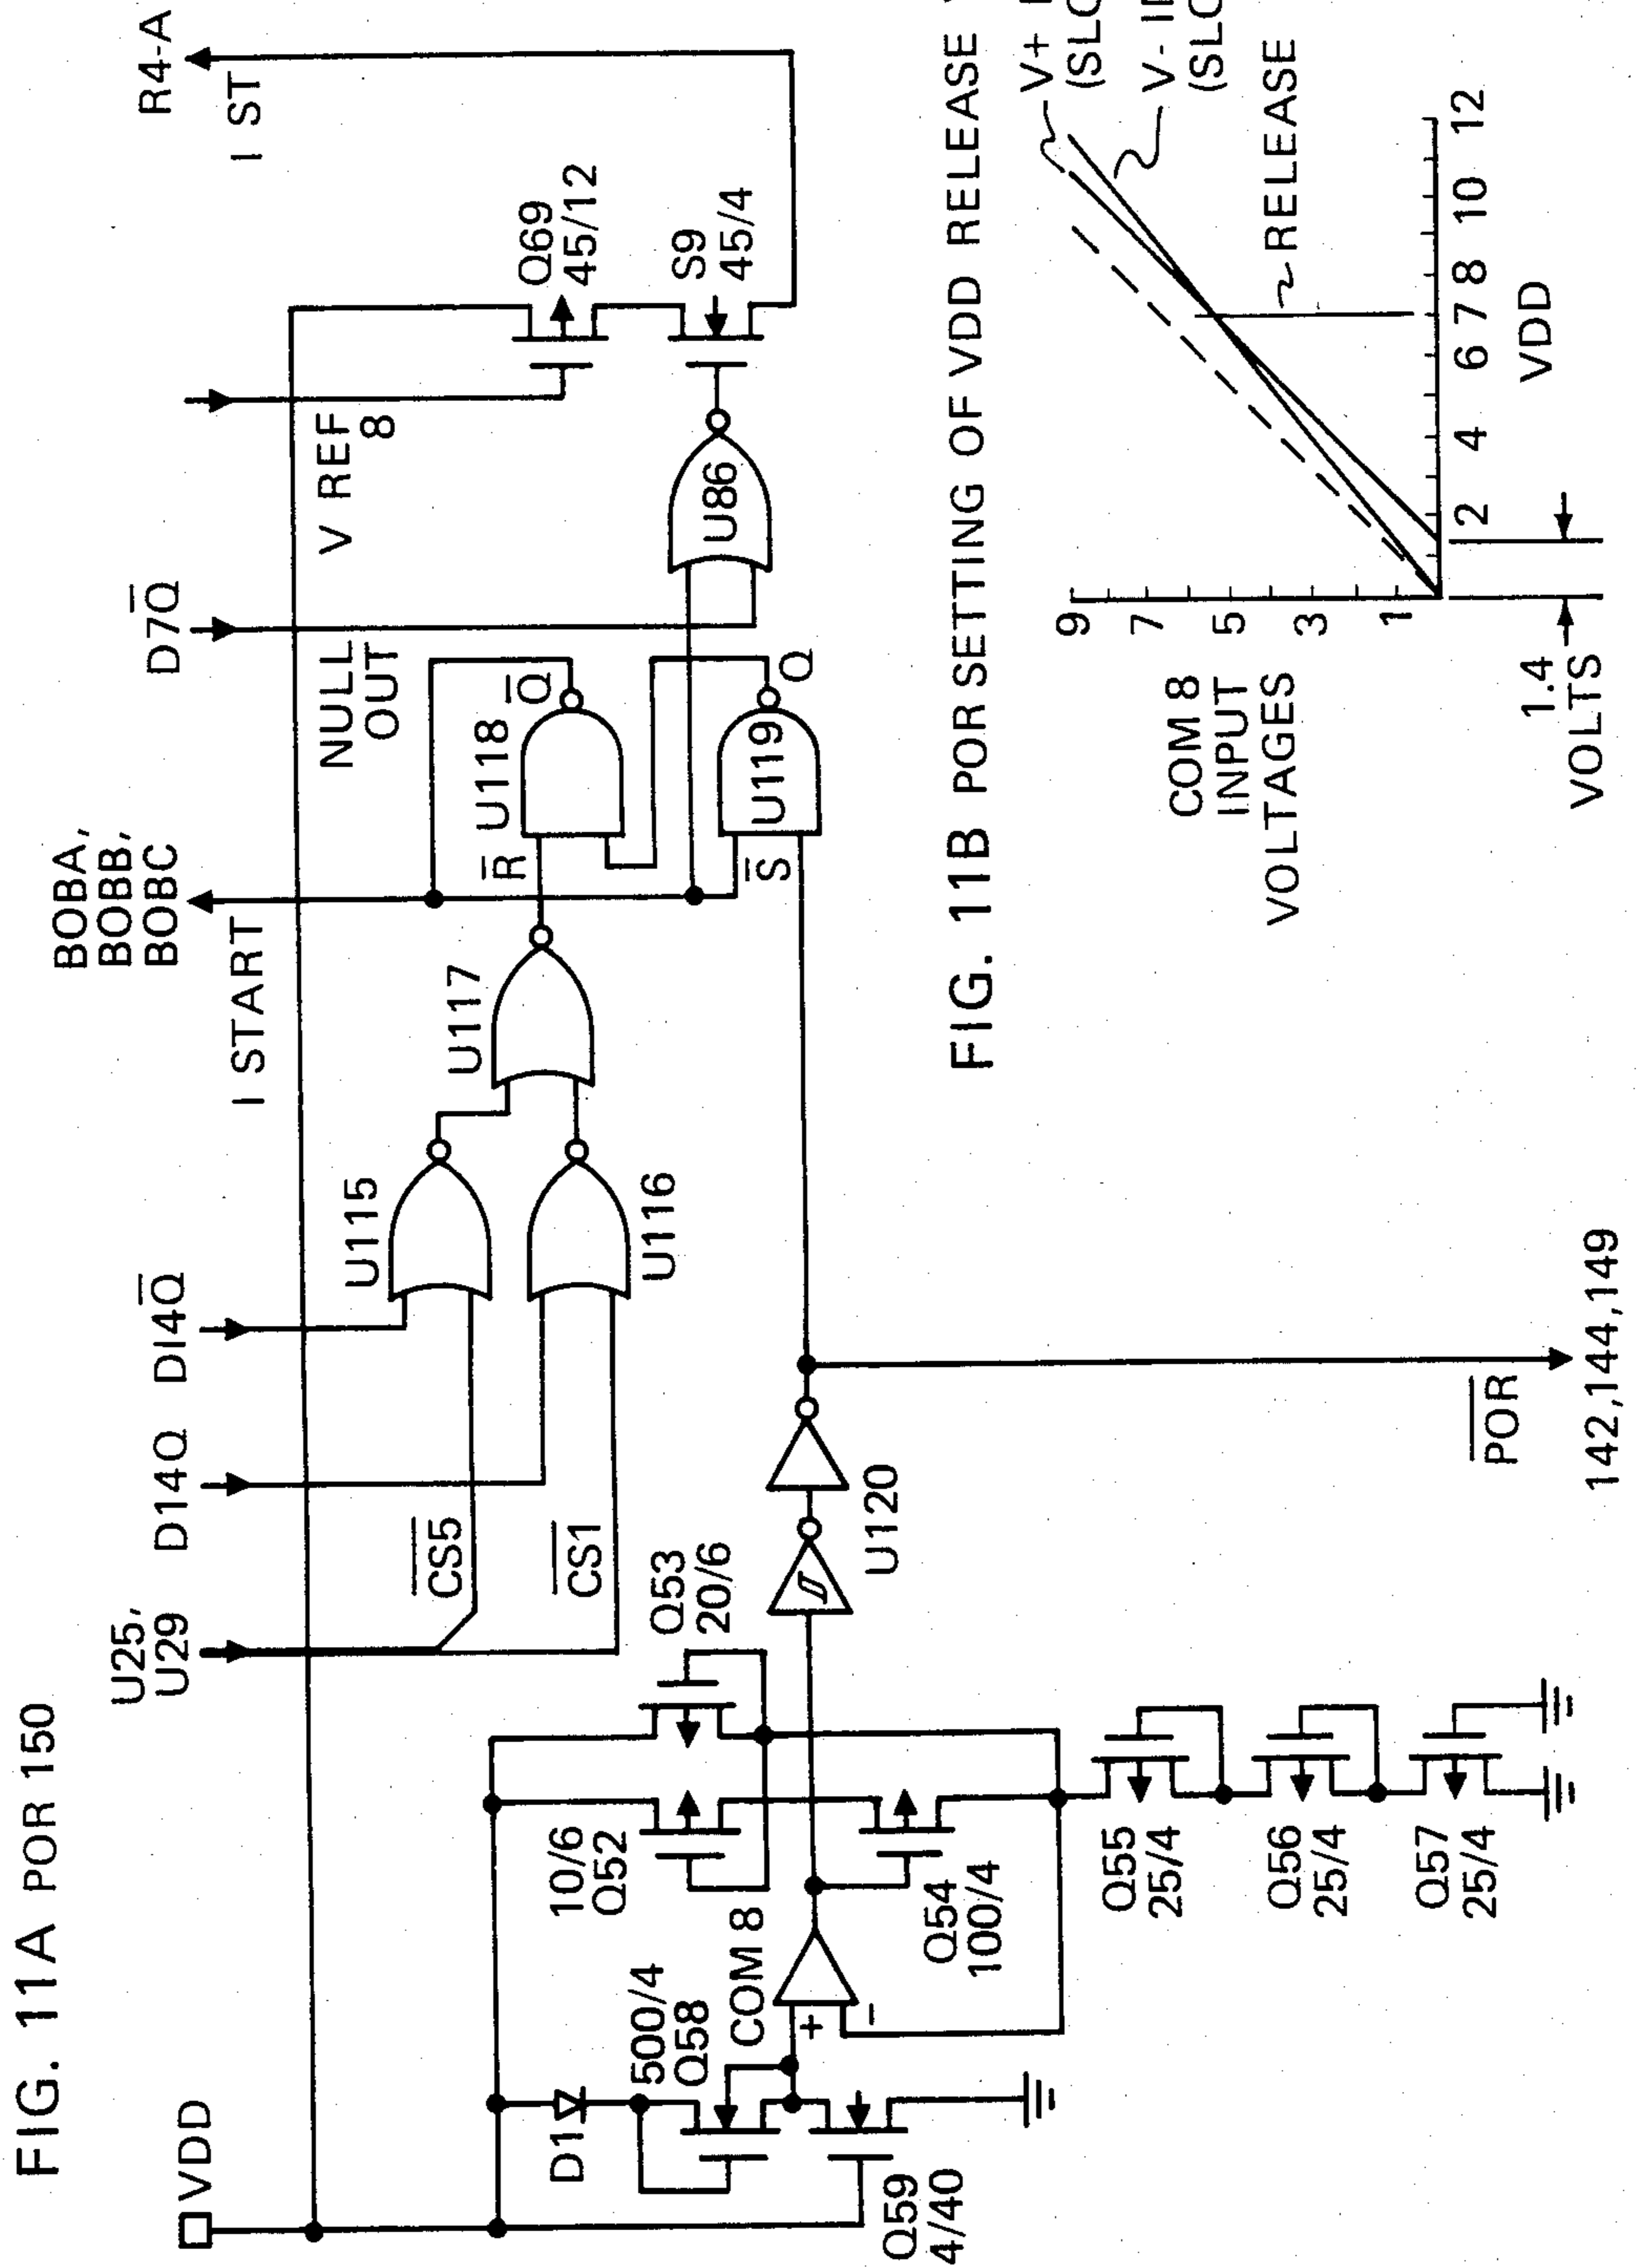 FIG. 11A POR 150
VDD
U25,
U29
D14Q
DI4Q̅
BOBA,
BOBB,
BOBC
D7Q̅
R4-A
I START
NULL
OUT
V REF
8
I ST
C̅S̅5̅
C̅S̅1̅
U115
U116
U117
R̅
U118
Q̅
S̅
U119
Q
U86
Q69
45/12
S9
45/4
D1
500/4
Q58
Q59
4/40
COM 8
+
-
10/6
Q52
Q53
20/6
Q54
100/4
Q55
25/4
Q56
25/4
Q57
25/4
U120
P̅O̅R̅
142,144,149
FIG. 11B POR SETTING OF VDD RELEASE
COM 8
INPUT
VOLTAGES
9
7
5
3
1
2 4 6 7 8 10 12
VDD
1.4
VOLTS
RELEASE
V+
(SLO
V-
(SLO